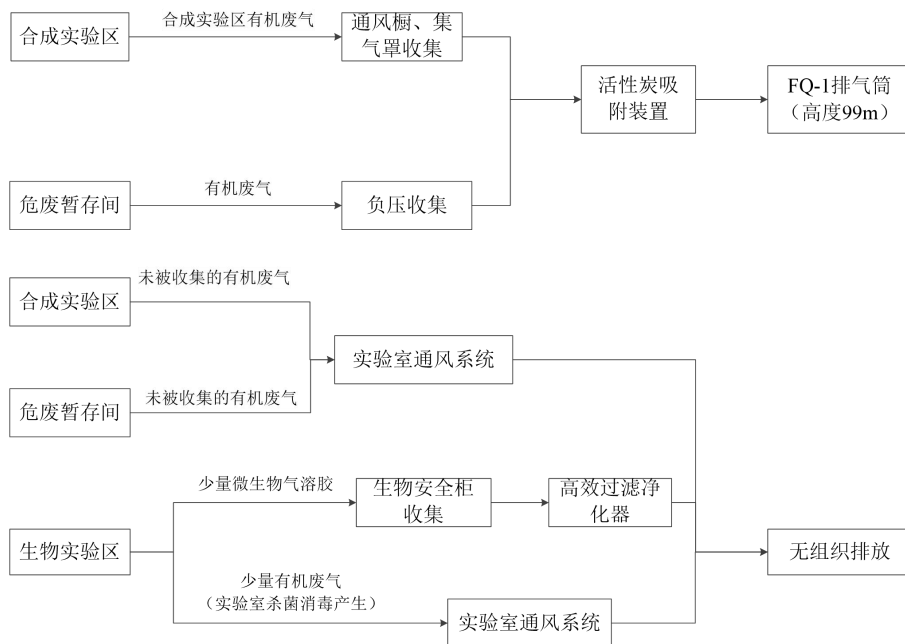 合成实验区有机废气
合成实验区
通风橱、集
气罩收集
活性炭吸
附装置
FQ-1排气筒
（高度99m）
有机废气
危废暂存间
负压收集
未被收集的有机废气
合成实验区
实验室通风系统
未被收集的有机废气
危废暂存间
少量微生物气溶胶
生物安全柜
收集
高效过滤净
化器
生物实验区
无组织排放
少量有机废气
（实验室杀菌消毒产生）
实验室通风系统